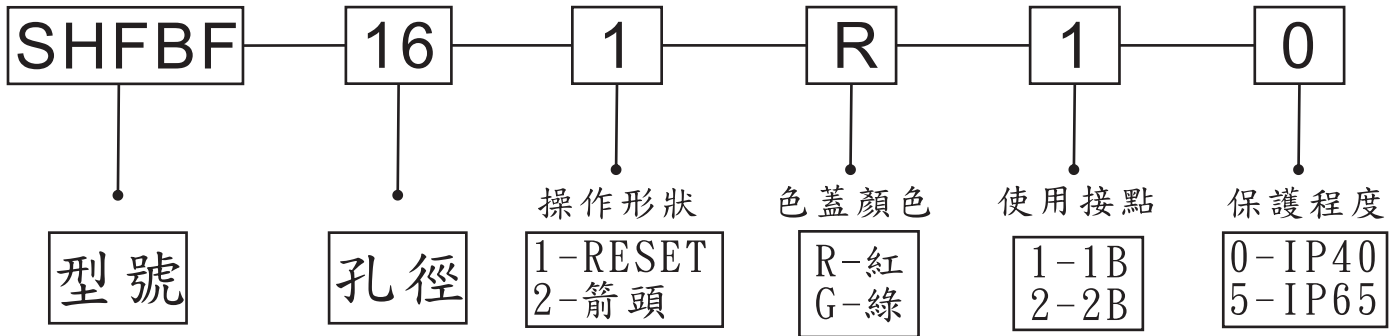 SHFBF 16 1 R 1 0
操作形狀 色蓋顏色 使用接點 保護程度
型號
孔徑
1-RESET
2-箭頭
R-紅
G-綠
1-1B
2-2B
0-IP40
5-IP65